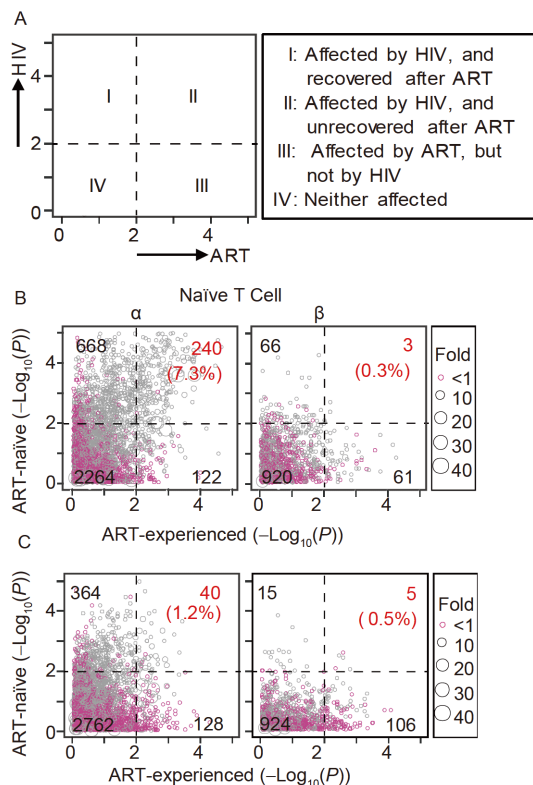 A
HIV
4
2
0
I
II
IV
III
0
2
4
ART
I: Affected by HIV, and
recovered after ART
II: Affected by HIV, and
unrecovered after ART
III: Affected by ART, but
not by HIV
IV: Neither affected
B
Naïve T Cell
α
β
ART-naïve (−Log10(P))
4
2
0
668
240
(7.3%)
2264
122
66
3
(0.3%)
920
61
Fold
<1
10
20
30
40
0
2
4
0
2
4
ART-experienced (−Log10(P))
C
ART-naïve (−Log10(P))
4
2
0
364
40
(1.2%)
2762
128
15
5
( 0.5%)
924
106
Fold
<1
10
20
30
40
0
2
4
0
2
4
ART-experienced (−Log10(P))